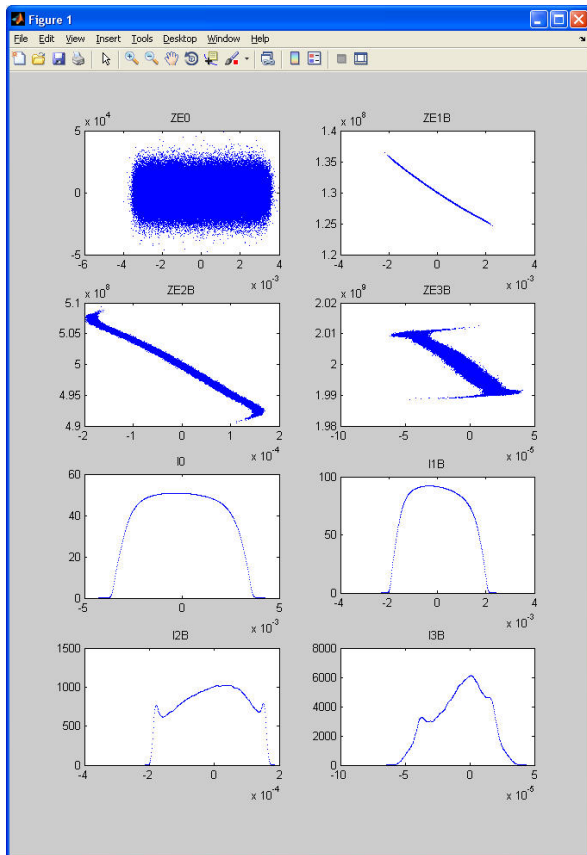 Figure 1
File Edit View Insert Tools Desktop Window Help
x 10^4 ZE0
5
0
-5
-6 -4 -2 0 2 4
x 10^-3
x 10^8 ZE1B
1.4
1.35
1.3
1.25
1.2
-4 -2 0 2 4
x 10^-3
x 10^8 ZE2B
5.1
5.05
5
4.95
4.9
-2 -1 0 1 2
x 10^-4
x 10^9 ZE3B
2.02
2.01
2
1.99
1.98
-10 -5 0 5
x 10^-5
I0
60
40
20
0
-5 0 5
x 10^-3
I1B
100
50
0
-4 -2 0 2 4
x 10^-3
I2B
1500
1000
500
0
-4 -2 0 2
x 10^-4
I3B
8000
6000
4000
2000
0
-10 -5 0 5
x 10^-5